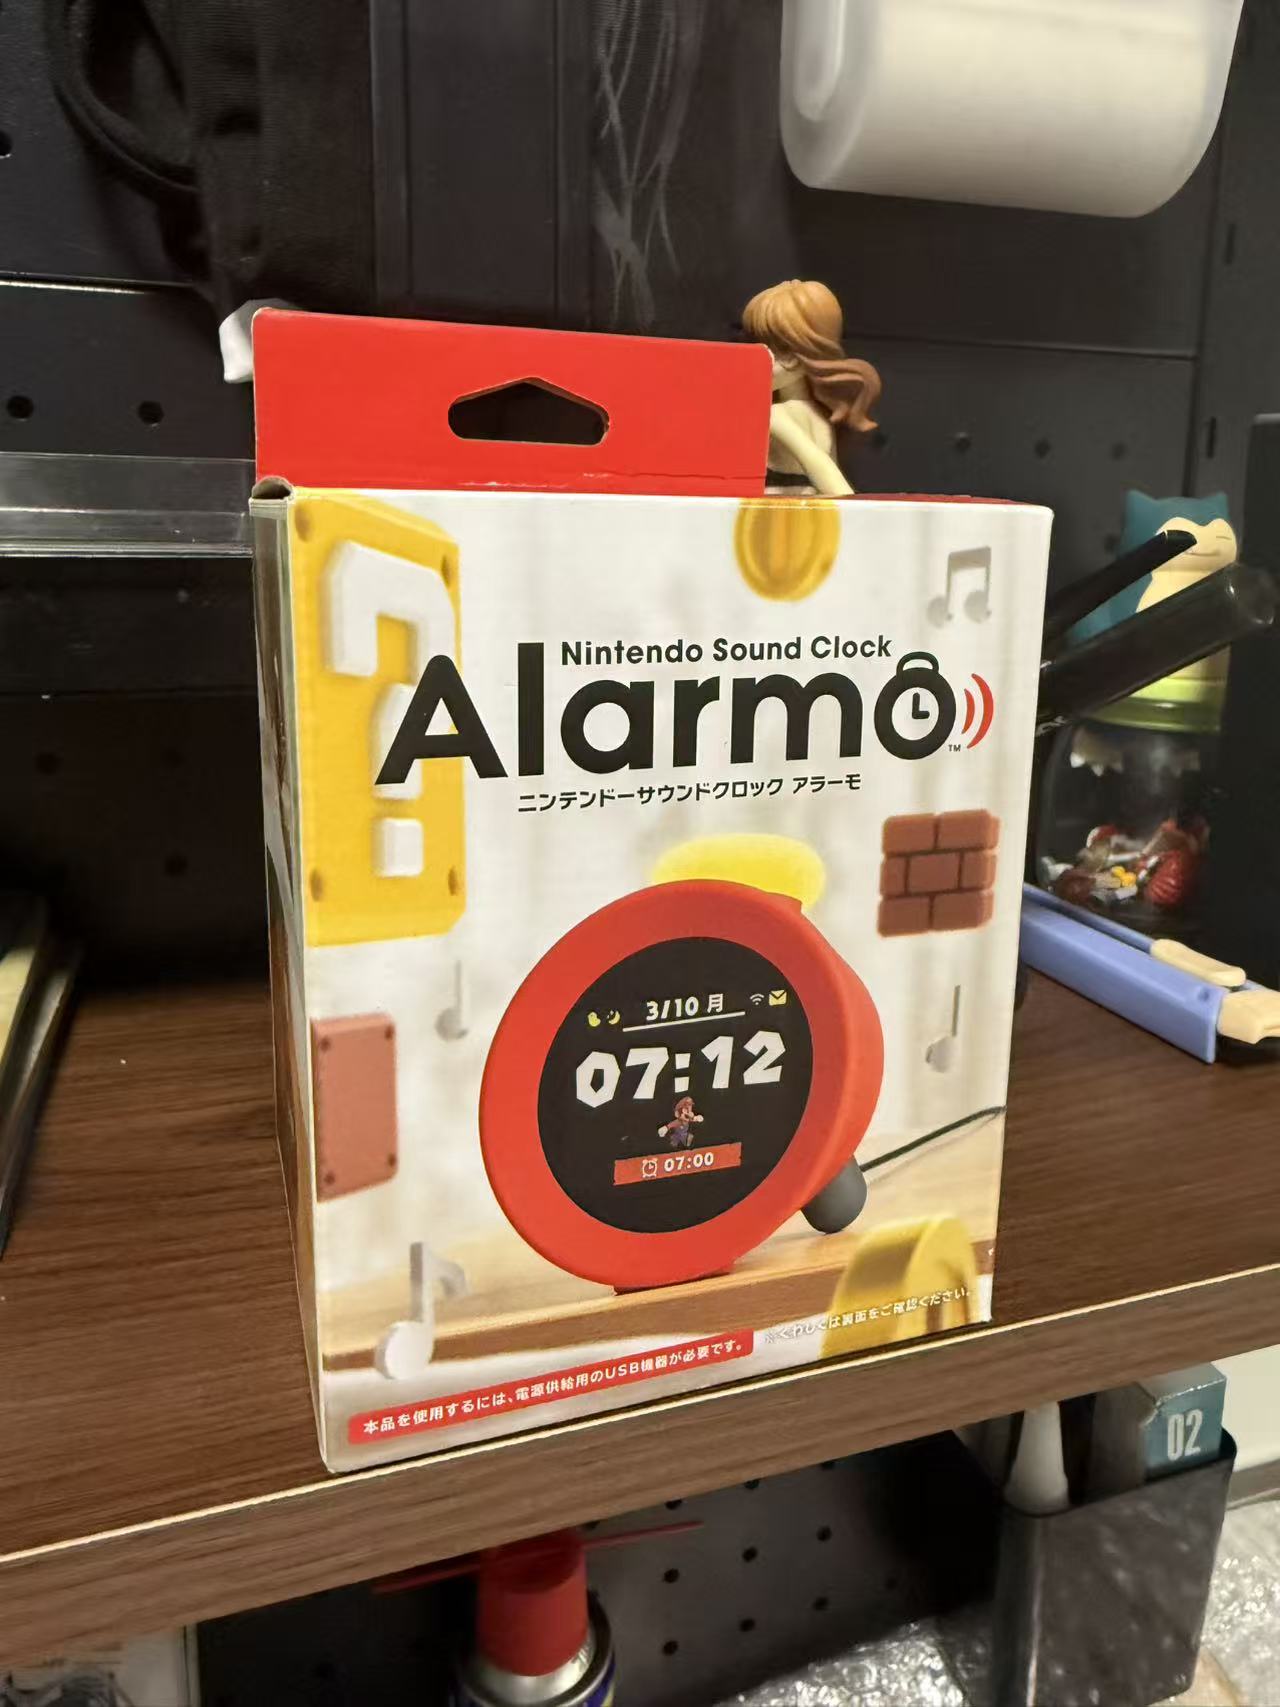 Nintendo Sound Clock
Alarmo
TM
ニンテンドーサウンドクロック アラーモ
3/10 月
07:12
07:00
本品を使用するには、電源供給用のUSB機器が必要です。
※くわしくは裏面をご確認ください。
02